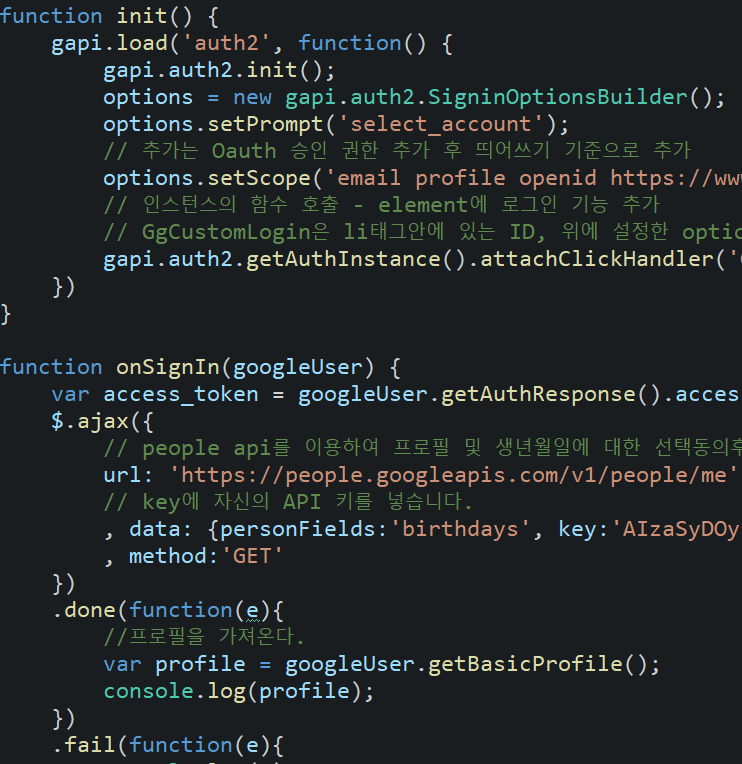 function init() {
    gapi.load('auth2', function() {
        gapi.auth2.init();
        options = new gapi.auth2.SigninOptionsBuilder();
        options.setPrompt('select_account');
        // 추가는 Oauth 승인 권한 추가 후 띄어쓰기 기준으로 추가
        options.setScope('email profile openid https://www
        // 인스턴스의 함수 호출 - element에 로그인 기능 추가
        // GgCustomLogin은 li태그안에 있는 ID, 위에 설정한 optio
        gapi.auth2.getAuthInstance().attachClickHandler('
    })
}
function onSignIn(googleUser) {
    var access_token = googleUser.getAuthResponse().acces
    $.ajax({
        // people api를 이용하여 프로필 및 생년월일에 대한 선택동의후
        url: 'https://people.googleapis.com/v1/people/me'
        // key에 자신의 API 키를 넣습니다.
        , data: {personFields:'birthdays', key:'AIzaSyDOy
        , method:'GET'
    })
    .done(function(e){
        //프로필을 가져온다.
        var profile = googleUser.getBasicProfile();
        console.log(profile);
    })
    .fail(function(e){